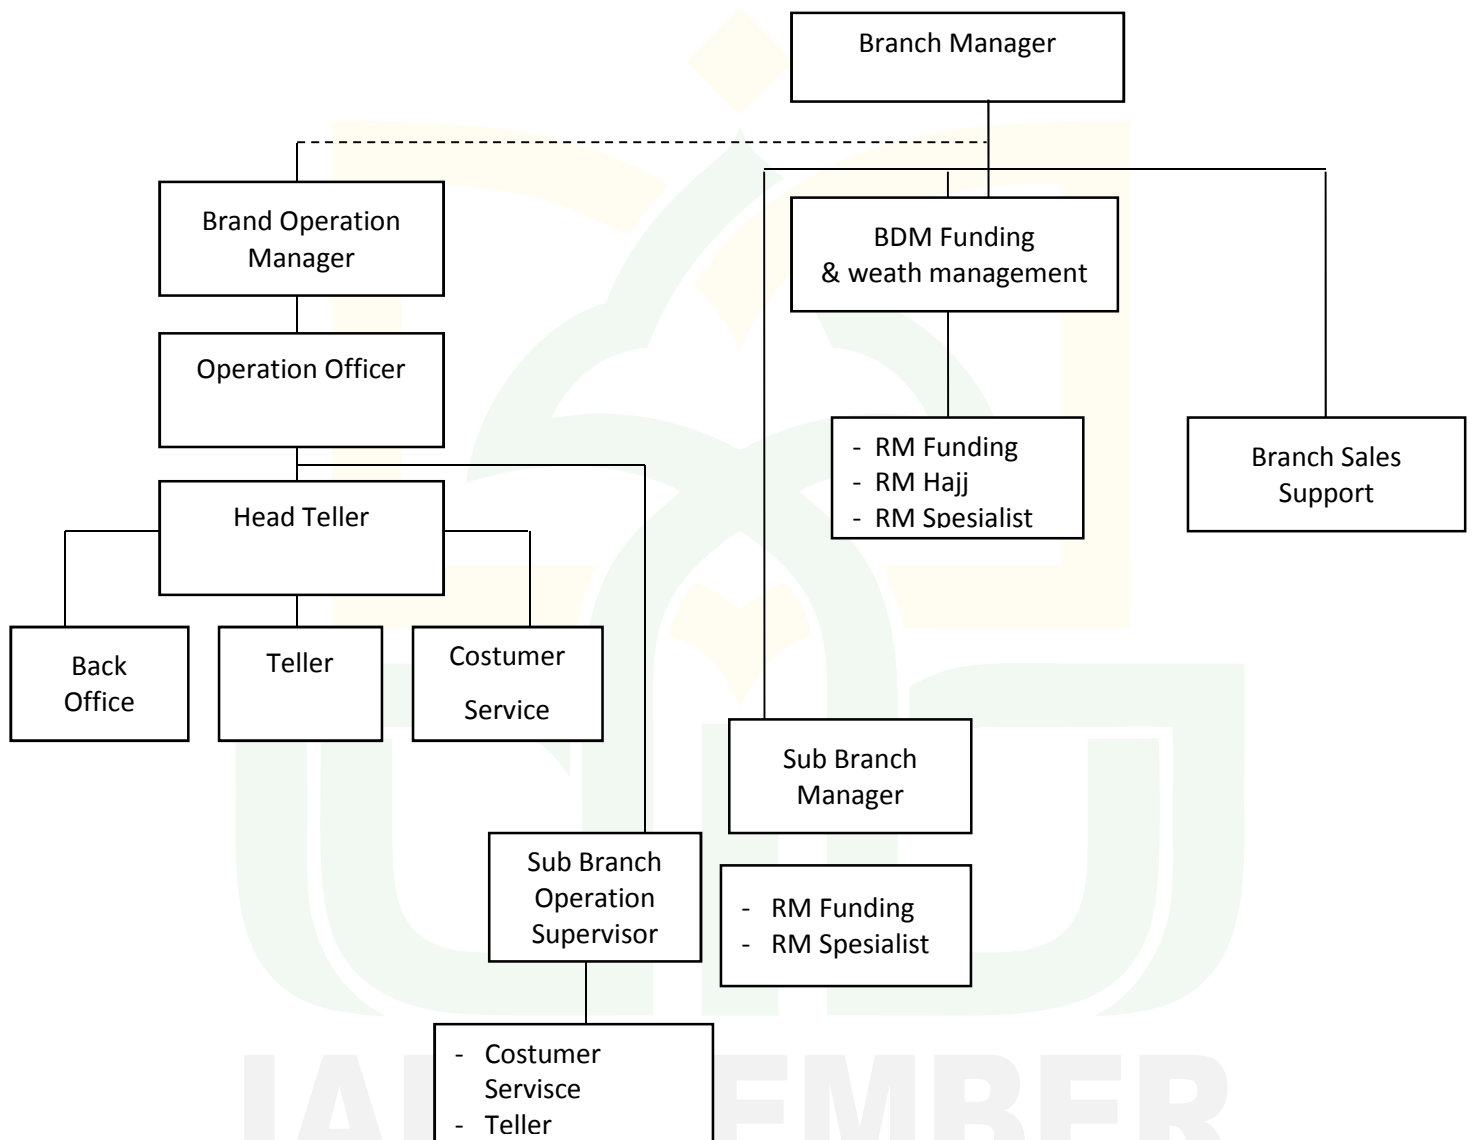 Branch Manager
Brand Operation
Manager
BDM Funding
& weath management
Operation Officer
- RM Funding
- RM Hajj
- RM Spesialist
Branch Sales
Support
Head Teller
Back
Office
Teller
Costumer
Service
Sub Branch
Manager
Sub Branch
Operation
Supervisor
- RM Funding
- RM Spesialist
- Costumer
Servisce
- Teller